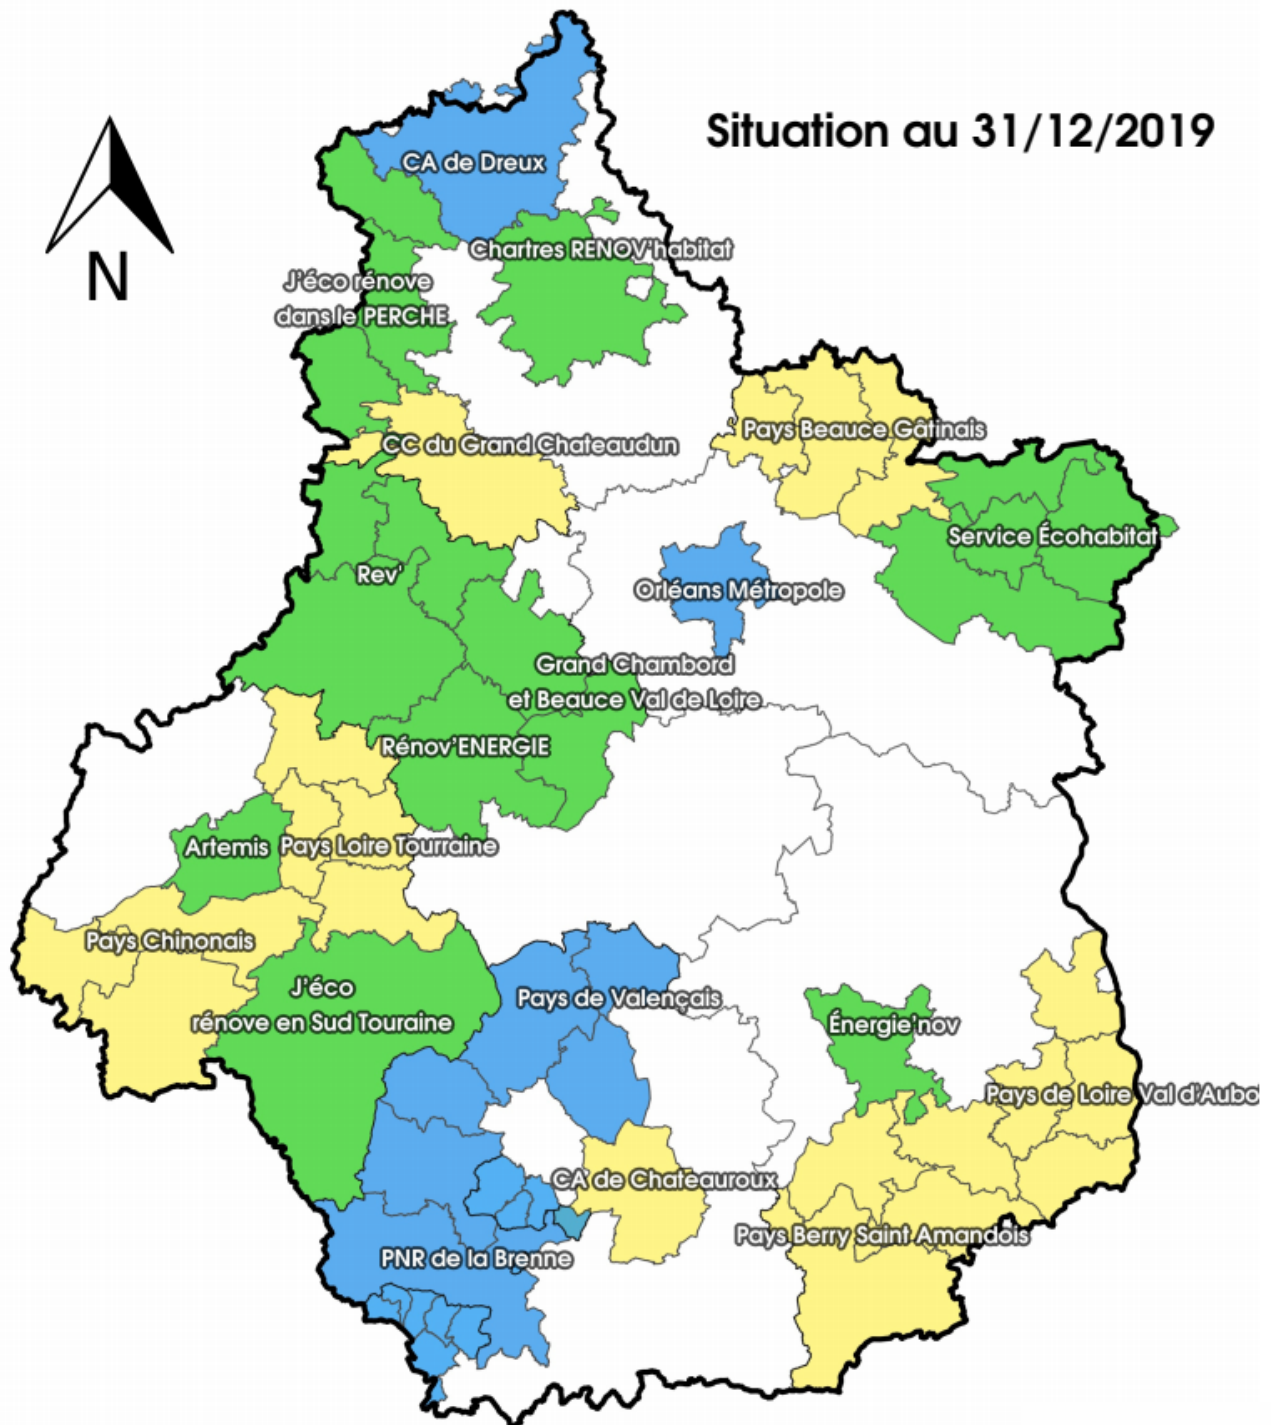 Situation au 31/12/2019
N
CA de Dreux
Chartres RENOV'habitat
J'éco rénove
dans le PERCHE
CC du Grand Chateaudun
Pays Beauce Gâtinais
Service Écohabitat
Rev'
Orléans Métropole
Grand Chambord
et Beauce Val de Loire
Rénov'ENERGIE
Artemis
Pays Loire Tourraine
Pays Chinonais
J'éco
rénove en Sud Touraine
Pays de Valençais
Énergie'nov
Pays de Loire Val d'Aubo
CA de Chateauroux
Pays Berry Saint Amandois
PNR de la Brenne